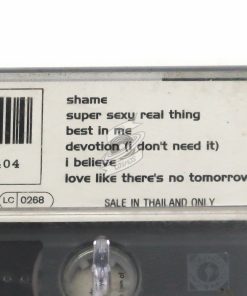 shame
super sexy real thing
best in me
devotion (i don't need it)
i believe
love like there's no tomorrow
04
LC 0268
SALE IN THAILAND ONLY